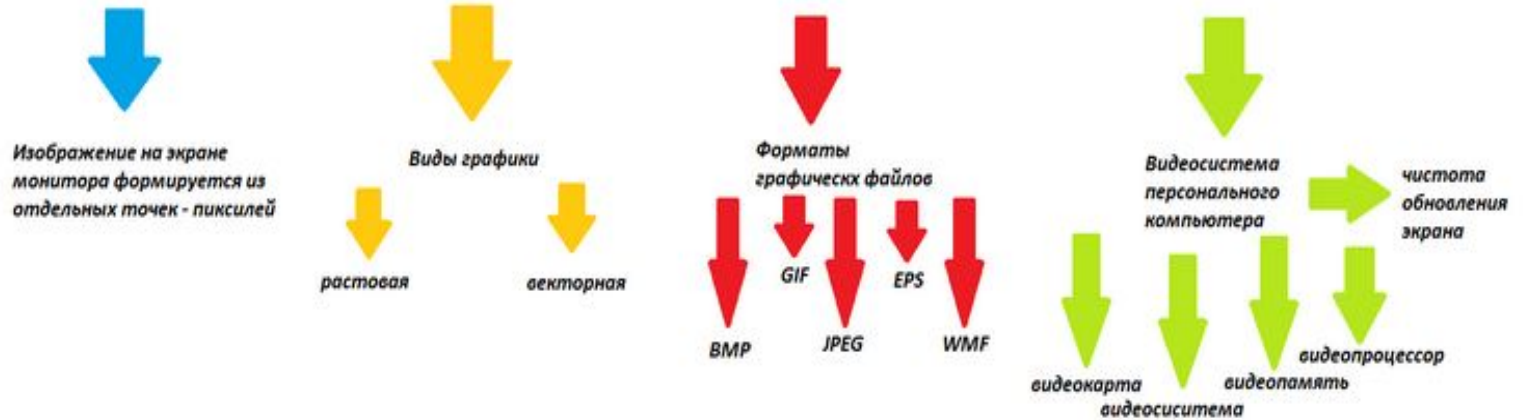 Изображение на экране
монитора формируется из
отдельных точек - пиксилей
Виды графики
растовая
векторная
Форматы
графическх файлов
BMP
GIF
JPEG
EPS
WMF
Видеосистема
персонального
компьютера
чистота
обновления
экрана
видеокарта
видеосиситема
видеопамять
видеопроцессор